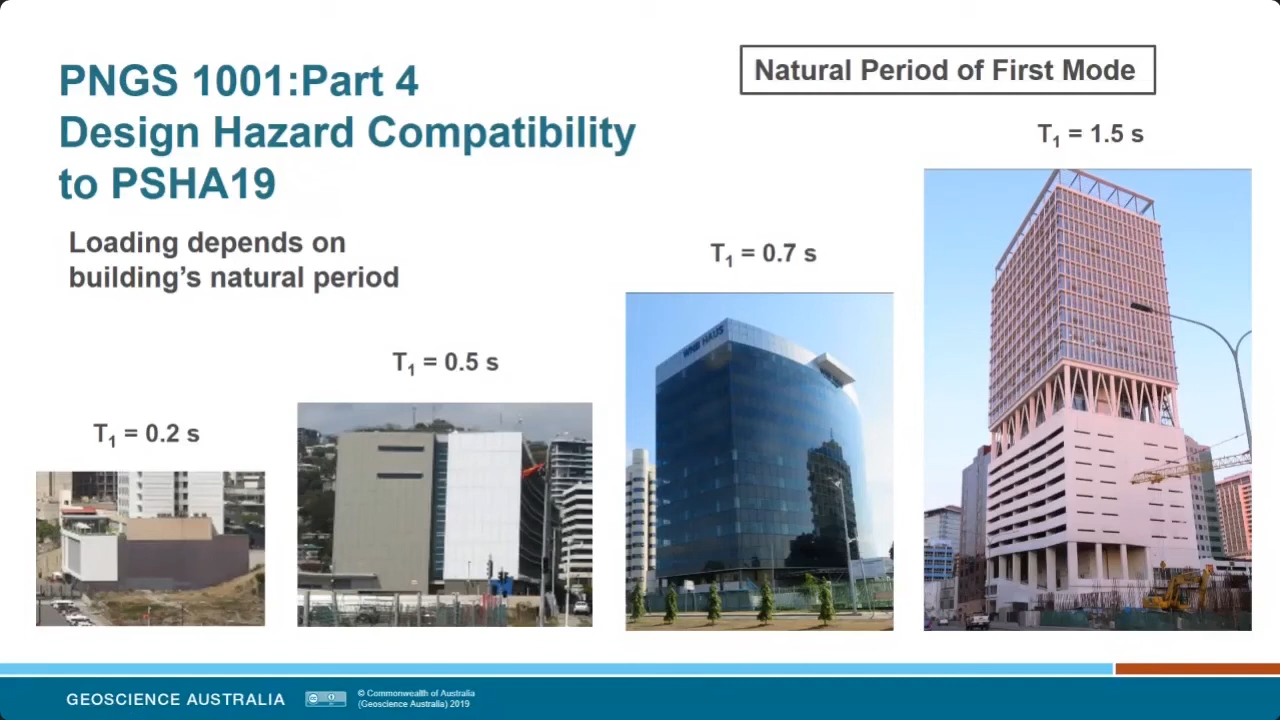 PNGS 1001:Part 4
Design Hazard Compatibility
to PSHA19
Loading depends on
building's natural period
Natural Period of First Mode
T₁ = 0.2 s
T₁ = 0.5 s
T₁ = 0.7 s
T₁ = 1.5 s
WNB HAUS
GEOSCIENCE AUSTRALIA
© Commonwealth of Australia
(Geoscience Australia) 2019